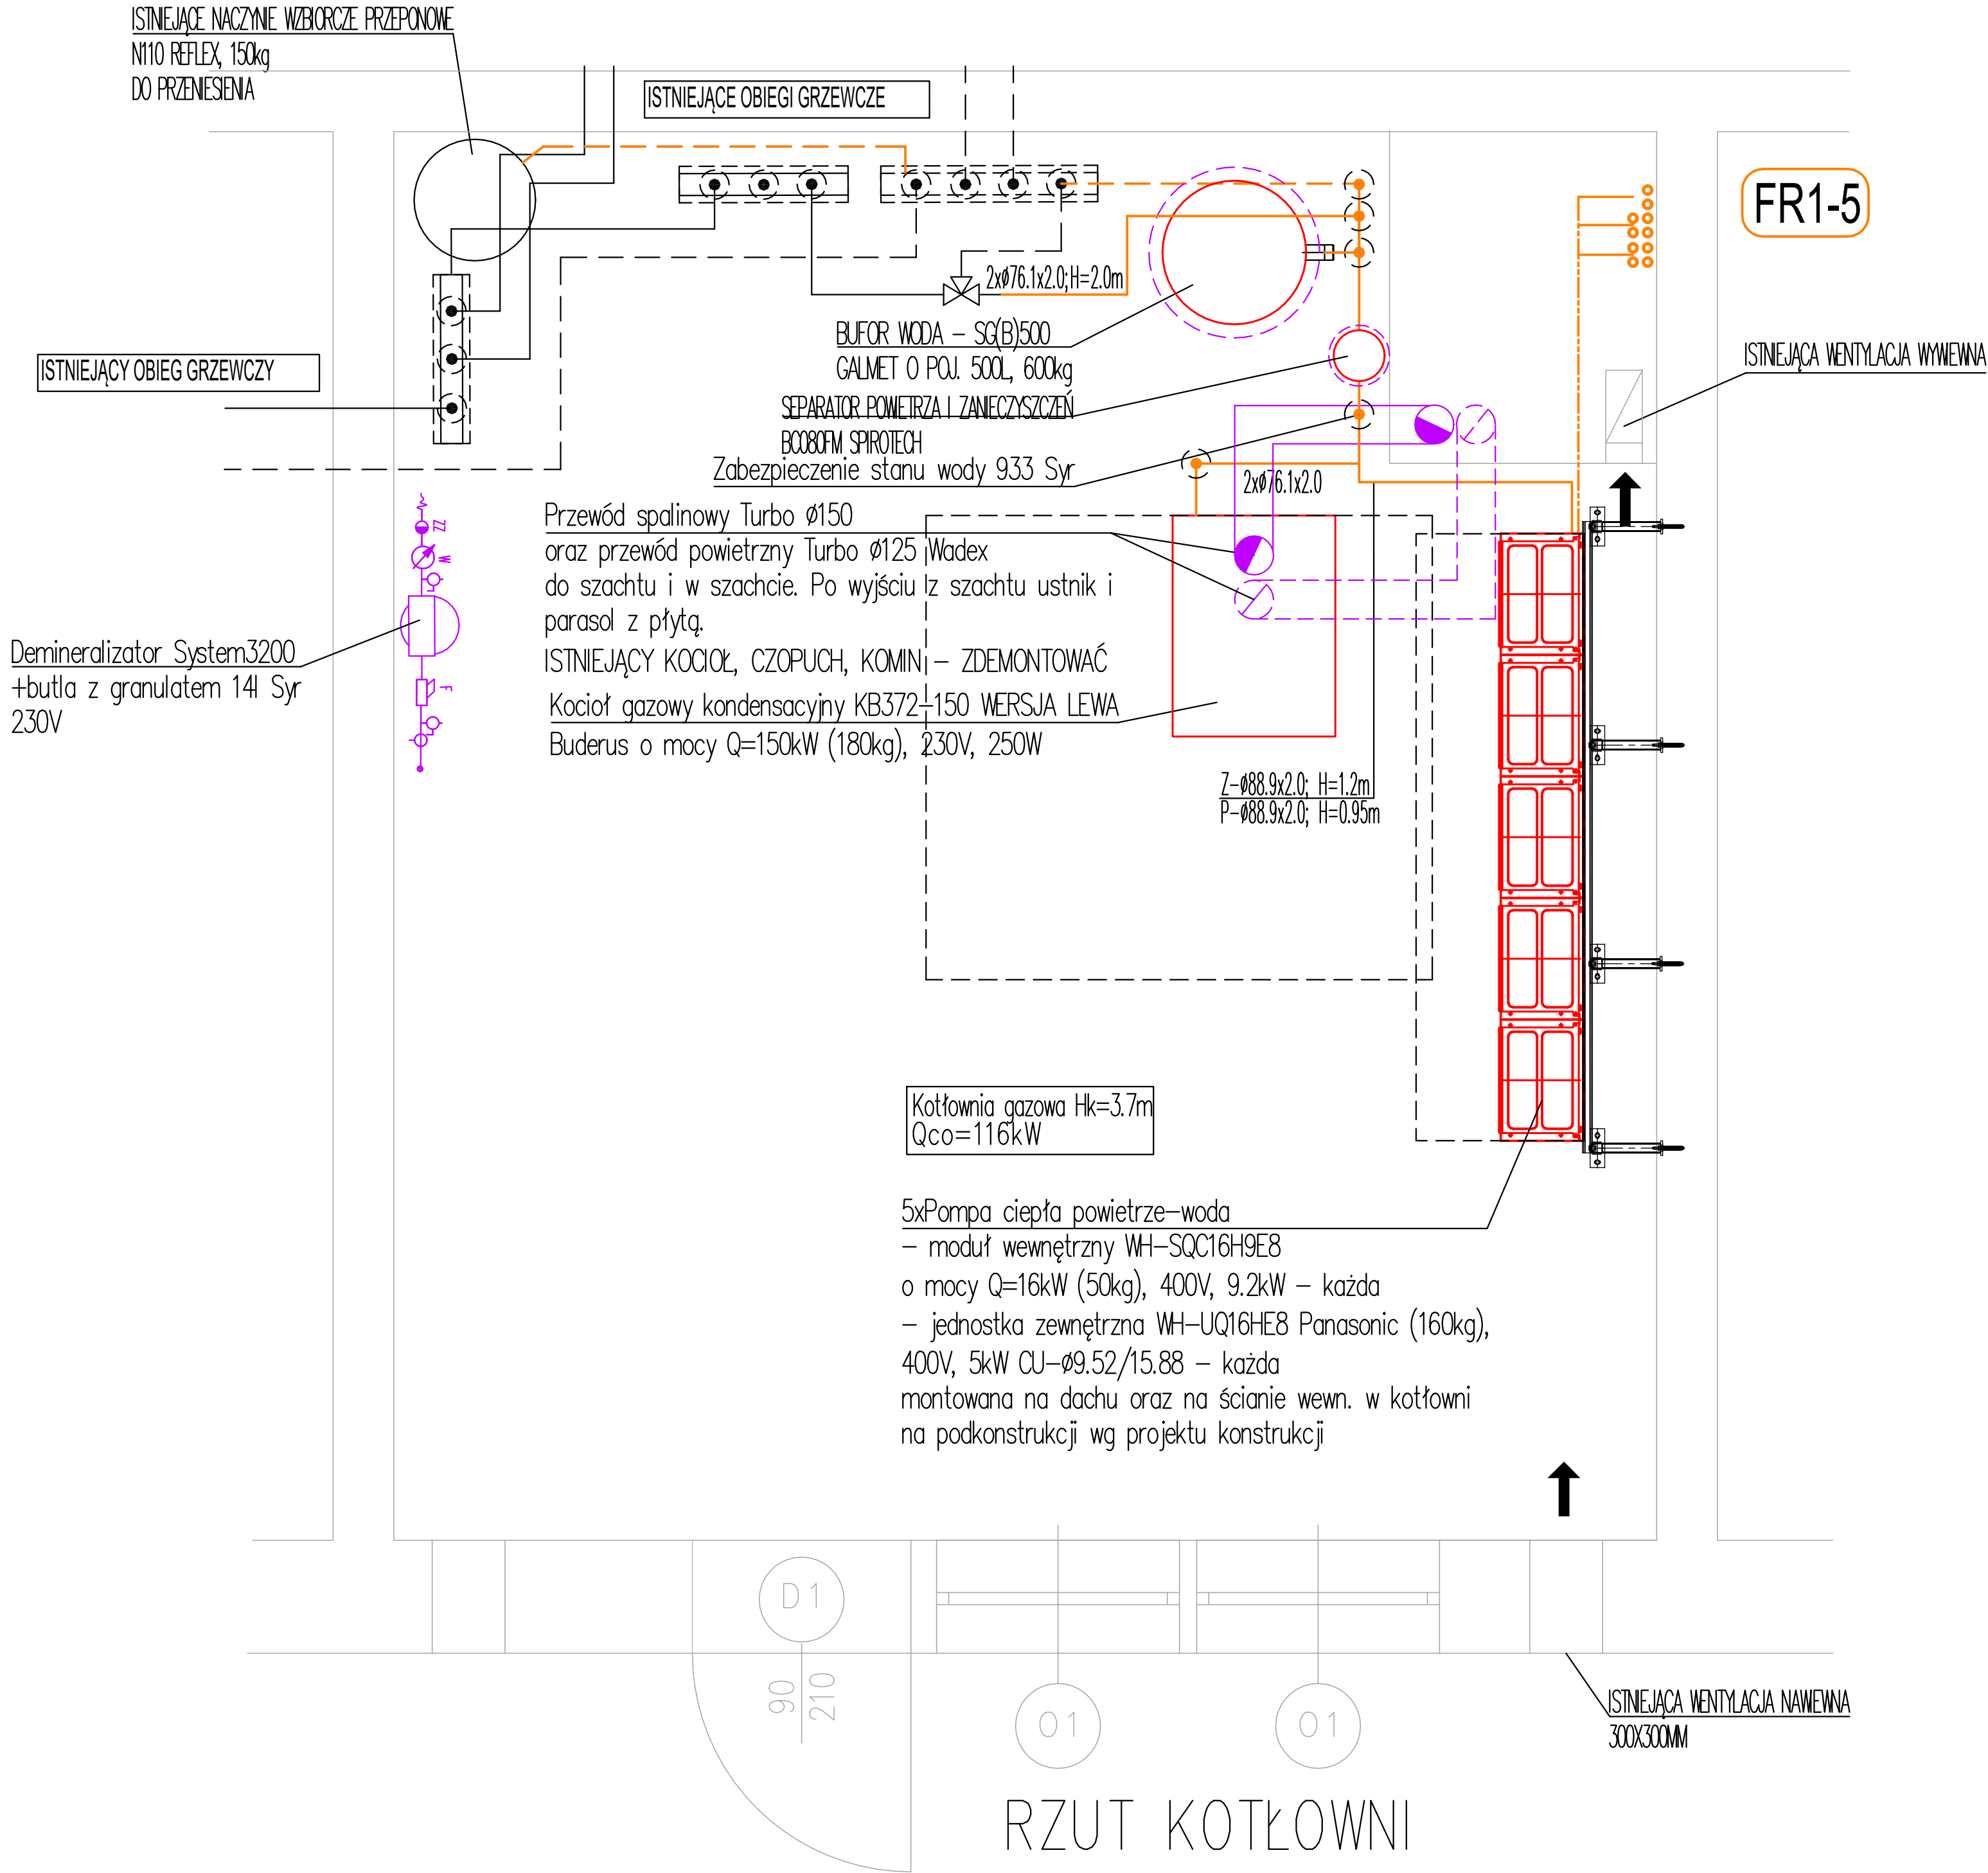 ISTNIEJĄCE NACZYNIE WZBIORCZE PRZEPONOWE
N110 REFLEX, 150kg
DO PRZENIESIENIA
ISTNIEJĄCE OBIEGI GRZEWCZE
FR1-5
2xø76.1x2.0;H=2.0m
BUFOR WODA – SG(B)500
GALMET O POJ. 500L, 600kg
ISTNIEJĄCY OBIEG GRZEWCZY
ISTNIEJĄCA WENTYLACJA WYWIEWNA
SEPARATOR POWIETRZA I ZANIECZYSZCZEŃ
BC080FM SPIROTECH
Zabezpieczenie stanu wody 933 Syr
2xø76.1x2.0
Przewód spalinowy Turbo Ø150
oraz przewód powietrzny Turbo Ø125 Wadex
do szachtu i w szachcie. Po wyjściu z szachtu ustnik i
parasol z płytą.
ISTNIEJĄCY KOCIOŁ, CZOPUCH, KOMIN – ZDEMONTOWAĆ
Kocioł gazowy kondensacyjny KB372–150 WERSJA LEWA
Buderus o mocy Q=150kW (180kg), 230V, 250W
ZZ
W
F
Demineralizator System3200
+butla z granulatem 14l Syr
230V
Z–ø88.9x2.0; H=1.2m
P–ø88.9x2.0; H=0.95m
Kotłownia gazowa Hk=3.7m
Qco=116kW
5xPompa ciepła powietrze–woda
– moduł wewnętrzny WH–SQC16H9E8
o mocy Q=16kW (50kg), 400V, 9.2kW – każda
– jednostka zewnętrzna WH–UQ16HE8 Panasonic (160kg),
400V, 5kW CU–ø9.52/15.88 – każda
montowana na dachu oraz na ścianie wewn. w kotłowni
na podkonstrukcji wg projektu konstrukcji
D1
90
210
O1
O1
ISTNIEJĄCA WENTYLACJA NAWIEWNA
300X300MM
RZUT KOTŁOWNI